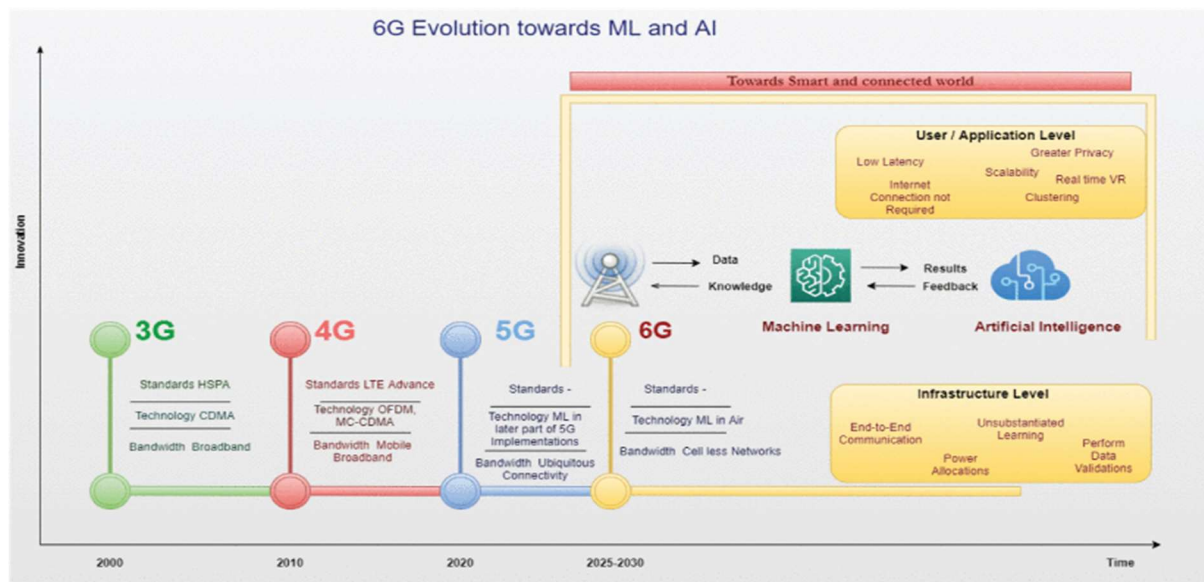 6G Evolution towards ML and AI
Towards Smart and connected world
User / Application Level
Greater Privacy
Low Latency
Scalability
Real time VR
Internet
Connection not
Required
Clustering
Innovation
Data
Knowledge
Results
Feedback
Machine Learning
Artificial Intelligence
3G
4G
5G
6G
Standards HSPA
Technology CDMA
Bandwidth Broadband
Standards LTE Advance
Technology OFDM,
MC-CDMA
Bandwidth Mobile
Broadband
Standards -
Technology ML in
later part of 5G
Implementations
Bandwidth Ubiquitous
Connectivity
Standards -
Technology ML in Air
Bandwidth Cell less Networks
Infrastructure Level
End-to-End
Communication
Unsubstantiated
Learning
Power
Allocations
Perform
Data
Validations
2000
2010
2020
2025-2030
Time